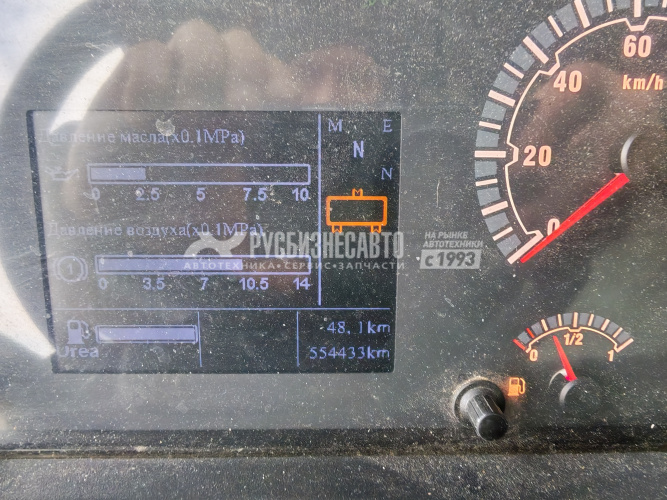 Давление масла(x0.1MPa)
M E
N
N
0 2.5 5 7.5 10
Давление воздуха(x0.1MPa)
РУСБИЗНЕСАВТО
АВТОТЕХНИКА • СЕРВИС • ЗАПЧАСТИ
НА РЫНКЕ
АВТОТЕХНИКИ
с 1993
0 3.5 7 10.5 14
Urea
48.1km
554433km
0 20 40 60
km/h
0 1/2 1